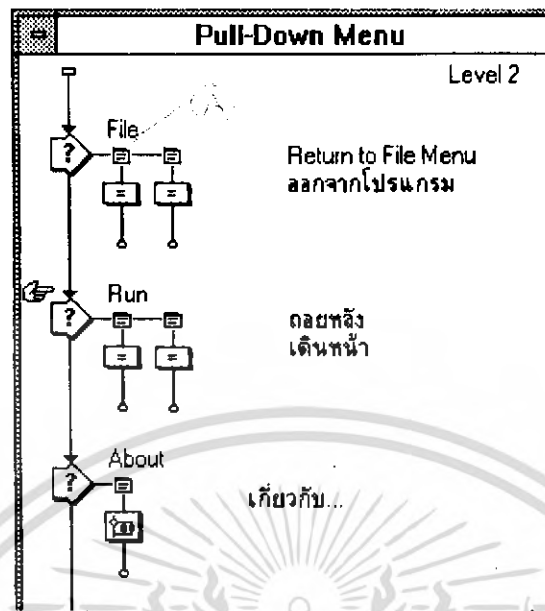 Pull-Down Menu
Level 2
File
Return to File Menu
ออกจากโปรแกรม
Run
ถอยหลัง
เดินหน้า
About
เกี่ยวกับ...